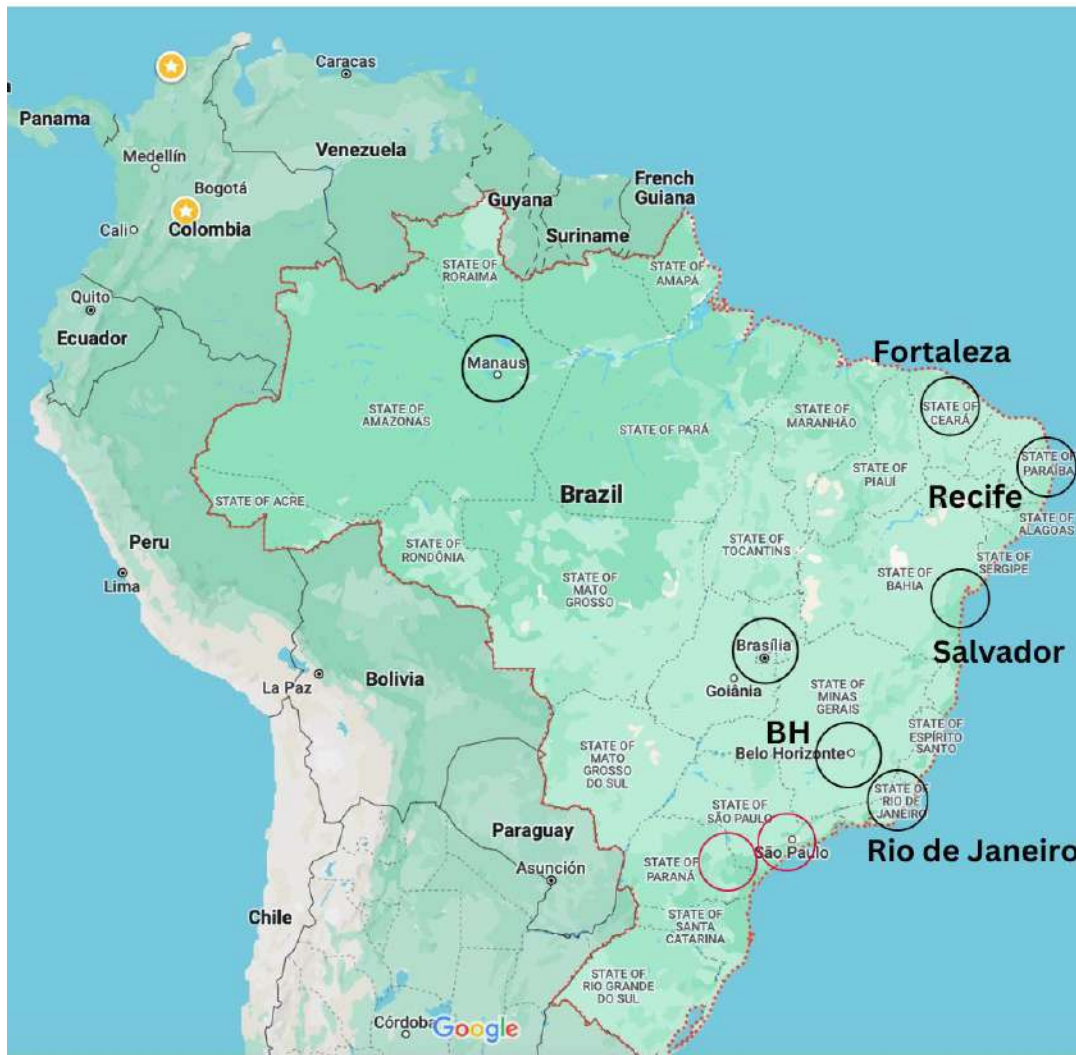 Caracas
a
Panama
Venezuela
Medellín
Bogotá
Guyana
French
Guiana
Cali
Colombia
Suriname
STATE OF
RORAIMA
STATE OF
AMAPÁ
Quito
Ecuador
Manaus
Fortaleza
STATE OF
AMAZONAS
STATE OF PARÁ
STATE OF
MARANHÃO
STATE OF
CEARÁ
STATE OF
PARAÍBA
STATE OF
PIAUÍ
Brazil
Recife
STATE OF ACRE
STATE OF
ALAGOAS
Peru
STATE OF
RONDÔNIA
STATE OF
TOCANTINS
STATE OF
SERGIPE
Lima
STATE OF
MATO
GROSSO
STATE OF
BAHIA
Salvador
Brasília
La Paz
Bolivia
Goiânia
STATE OF
MINAS
GERAIS
BH
Belo Horizonte
STATE OF
ESPÍRITO
SANTO
STATE OF
MATO
GROSSO
DO SUL
STATE OF
RIO DE
JANEIRO
STATE OF
SÃO PAULO
Paraguay
São Paulo
Rio de Janeiro
Asunción
STATE OF
PARANÁ
Chile
STATE OF
SANTA
CATARINA
STATE OF
RIO GRANDE
DO SUL
Córdoba
Google